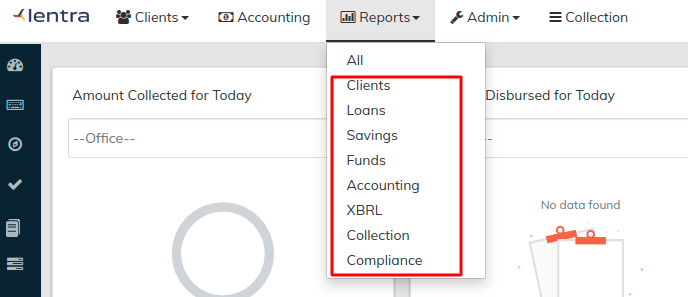 lentra
Clients
Accounting
Reports
Admin
Collection
All
Clients
Loans
Savings
Funds
Accounting
XBRL
Collection
Compliance
Amount Collected for Today
--Office--
Disbursed for Today
--
No data found